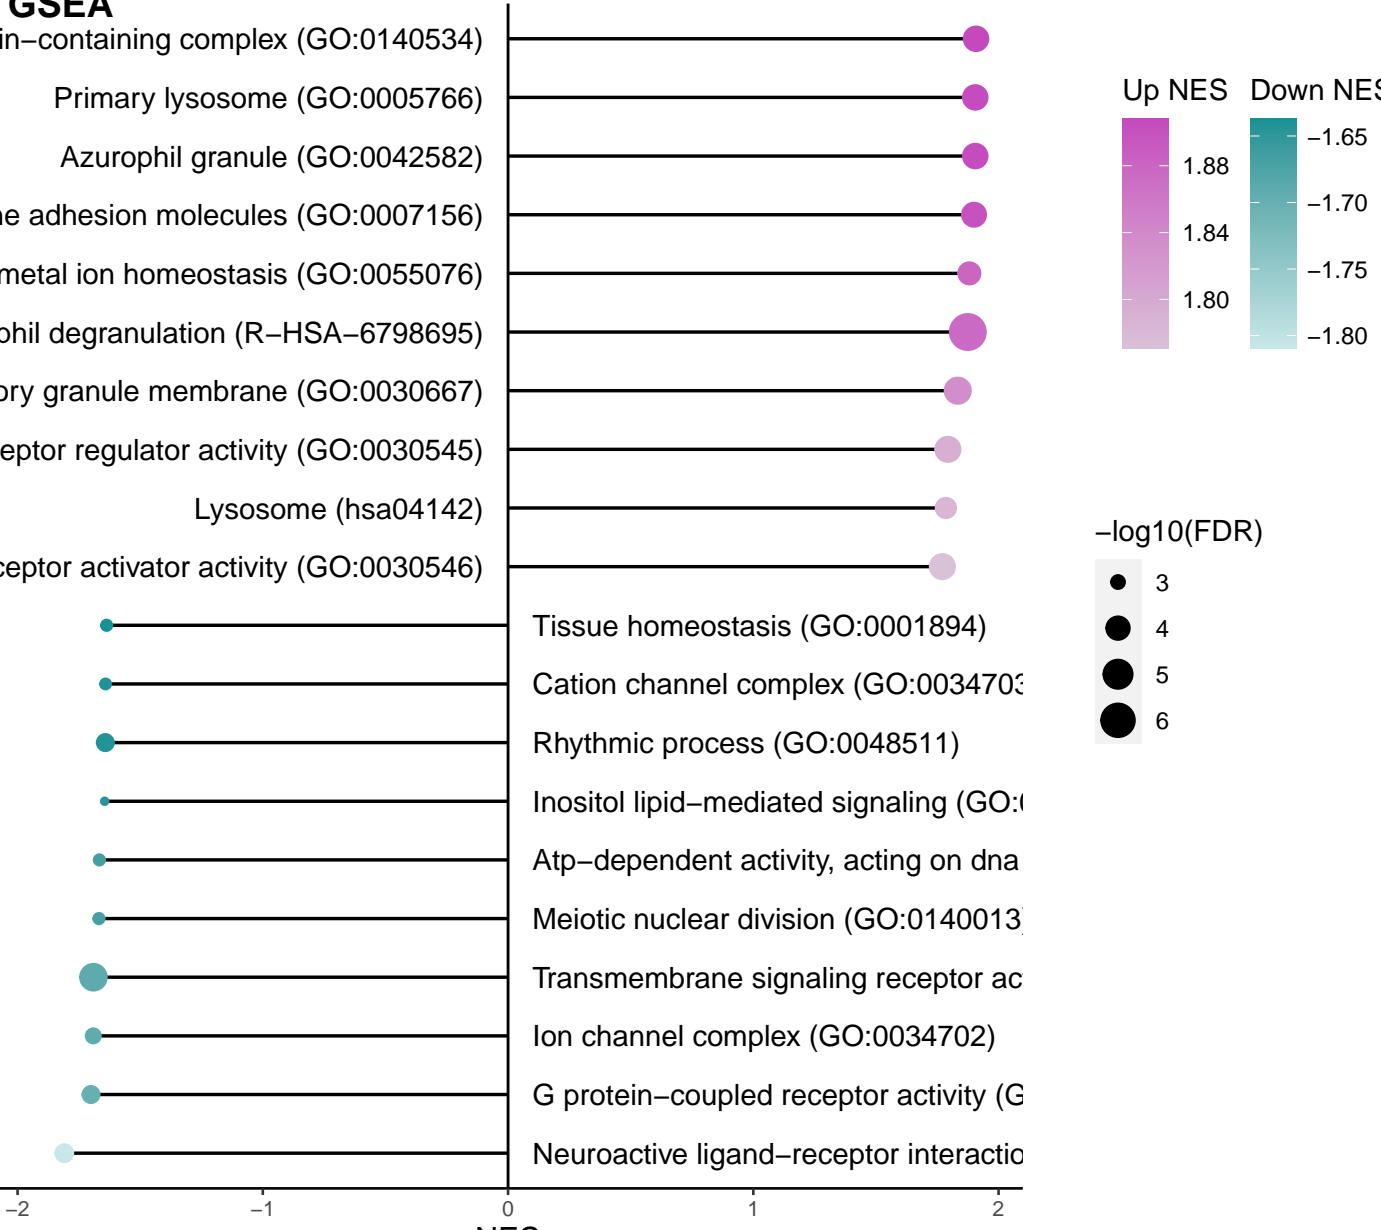 GSEA
in−containing complex (GO:0140534)
Primary lysosome (GO:0005766)
Azurophil granule (GO:0042582)
adhesion molecules (GO:0007156)
metal ion homeostasis (GO:0055076)
degranulation (R−HSA−6798695)
granule membrane (GO:0030667)
regulator activity (GO:0030545)
Lysosome (hsa04142)
activator activity (GO:0030546)
Tissue homeostasis (GO:0001894)
Cation channel complex (GO:0034703
Rhythmic process (GO:0048511)
Inositol lipid−mediated signaling (GO:
Atp−dependent activity, acting on dna
Meiotic nuclear division (GO:0140013)
Transmembrane signaling receptor ac
Ion channel complex (GO:0034702)
G protein−coupled receptor activity (G
Neuroactive ligand−receptor interactio
−2 −1 0 1 2
NES
Up NES Down NES
1.88
1.84
1.80
−1.65
−1.70
−1.75
−1.80
−log10(FDR)
3
4
5
6